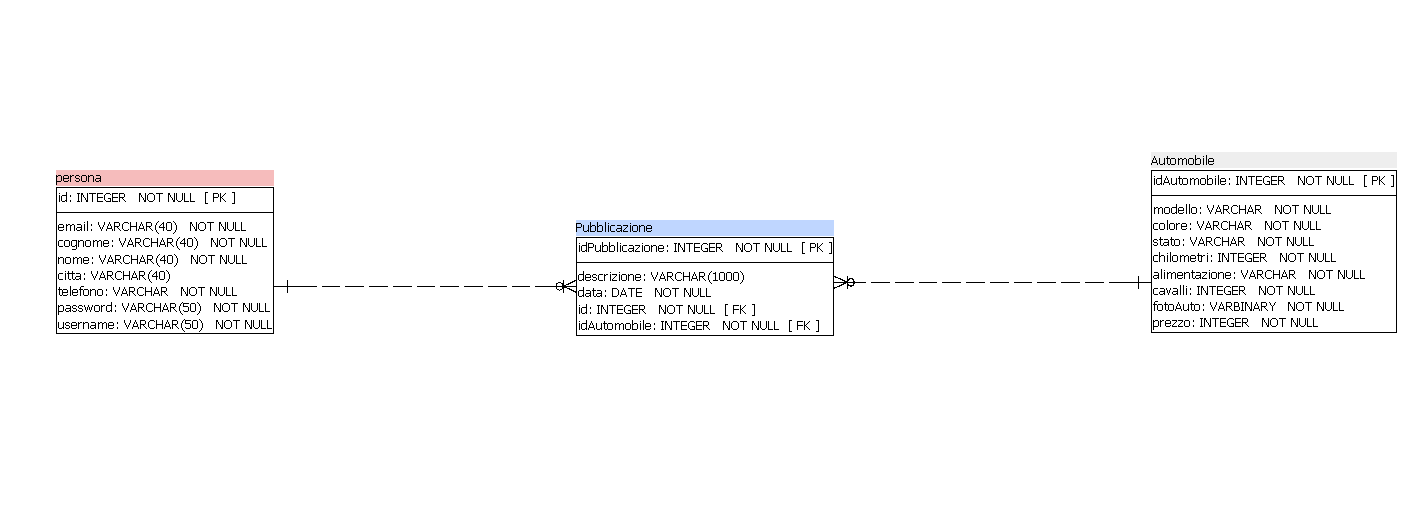 persona
id: INTEGER NOT NULL [ PK ]
email: VARCHAR(40) NOT NULL
cognome: VARCHAR(40) NOT NULL
nome: VARCHAR(40) NOT NULL
citta: VARCHAR(40)
telefono: VARCHAR NOT NULL
password: VARCHAR(50) NOT NULL
username: VARCHAR(50) NOT NULL
Pubblicazione
idPubblicazione: INTEGER NOT NULL [ PK ]
descrizione: VARCHAR(1000)
data: DATE NOT NULL
id: INTEGER NOT NULL [ FK ]
idAutomobile: INTEGER NOT NULL [ FK ]
Automobile
idAutomobile: INTEGER NOT NULL [ PK ]
modello: VARCHAR NOT NULL
colore: VARCHAR NOT NULL
stato: VARCHAR NOT NULL
chilometri: INTEGER NOT NULL
alimentazione: VARCHAR NOT NULL
cavalli: INTEGER NOT NULL
fotoAuto: VARBINARY NOT NULL
prezzo: INTEGER NOT NULL